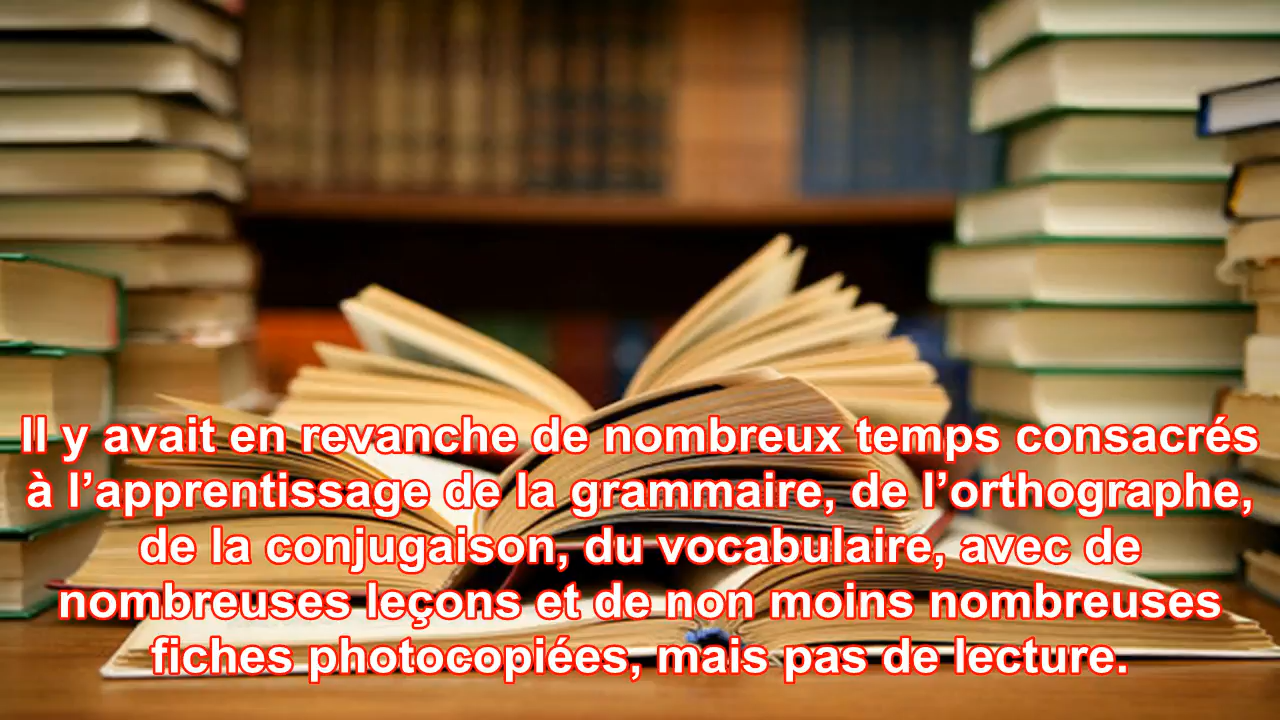 Il y avait en revanche de nombreux temps consacrés
à l’apprentissage de la grammaire, de l’orthographe,
de la conjugaison, du vocabulaire, avec de
nombreuses leçons et de non moins nombreuses
fiches photocopiées, mais pas de lecture.